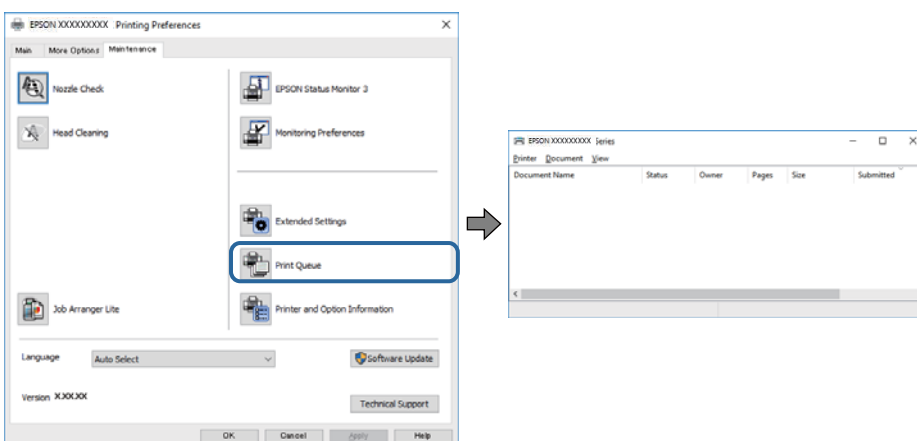 EPSON XXXXXXXXX Printing Preferences
Main More Options Maintenance
Nozzle Check
EPSON Status Monitor 3
Head Cleaning
Monitoring Preferences
Extended Settings
Print Queue
Job Arranger Lite
Printer and Option Information
Language Auto Select Software Update
Version X.XX.XX
Technical Support
OK Cancel Apply Help
EPSON XXXXXXXXX Series
Printer Document View
Document Name Status Owner Pages Size Submitted